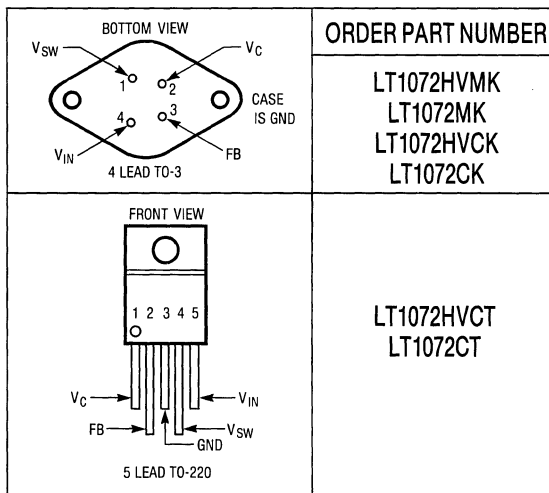 BOTTOM VIEW
ORDER PART NUMBER
VSW
VC
1
2
CASE
IS GND
4
3
VIN
FB
4 LEAD TO-3
LT1072HVMK
LT1072MK
LT1072HVCK
LT1072CK
FRONT VIEW
1 2 3 4 5
VC
VIN
FB
VSW
GND
5 LEAD TO-220
LT1072HVCT
LT1072CT